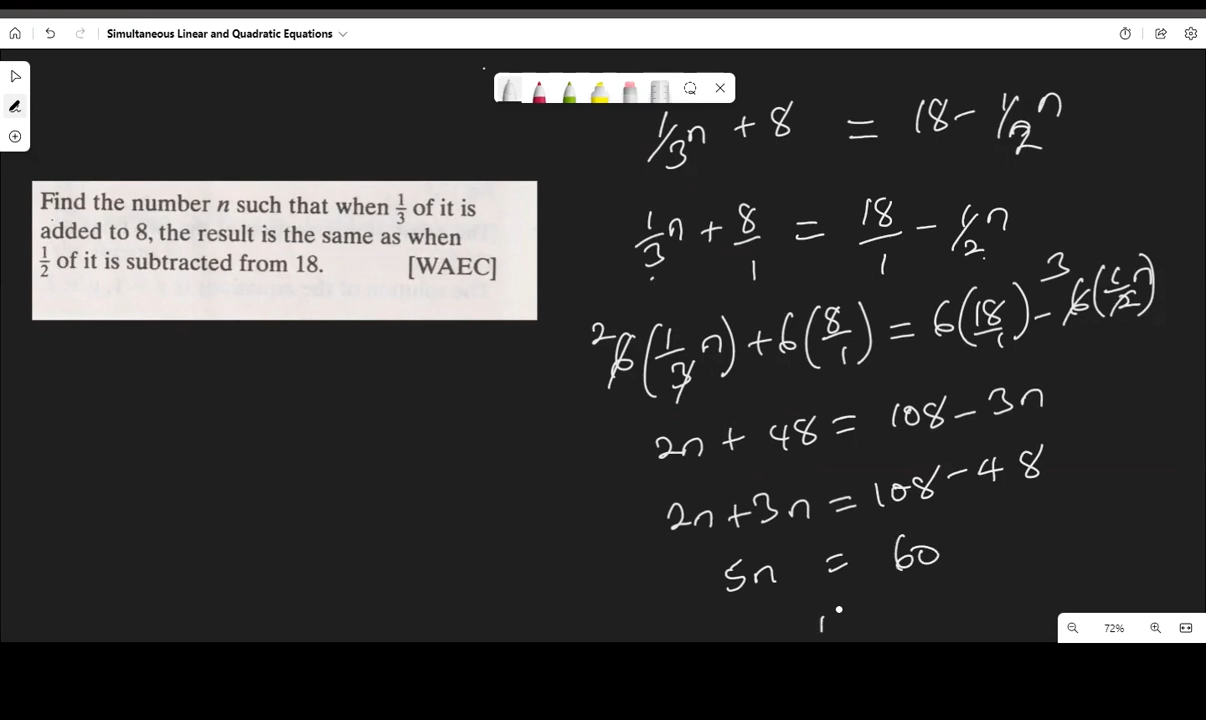 Simultaneous Linear and Quadratic Equations
Find the number n such that when 1/3 of it is
added to 8, the result is the same as when
1/2 of it is subtracted from 18. [WAEC]
1/3n + 8 = 18 - 1/2n
1/3n + 8/1 = 18/1 - 1/2n
2 6(1/3n) + 6(8/1) = 6(18/1) - 3 6(1/2n)
2n + 48 = 108 - 3n
2n + 3n = 108 - 48
5n = 60
72%